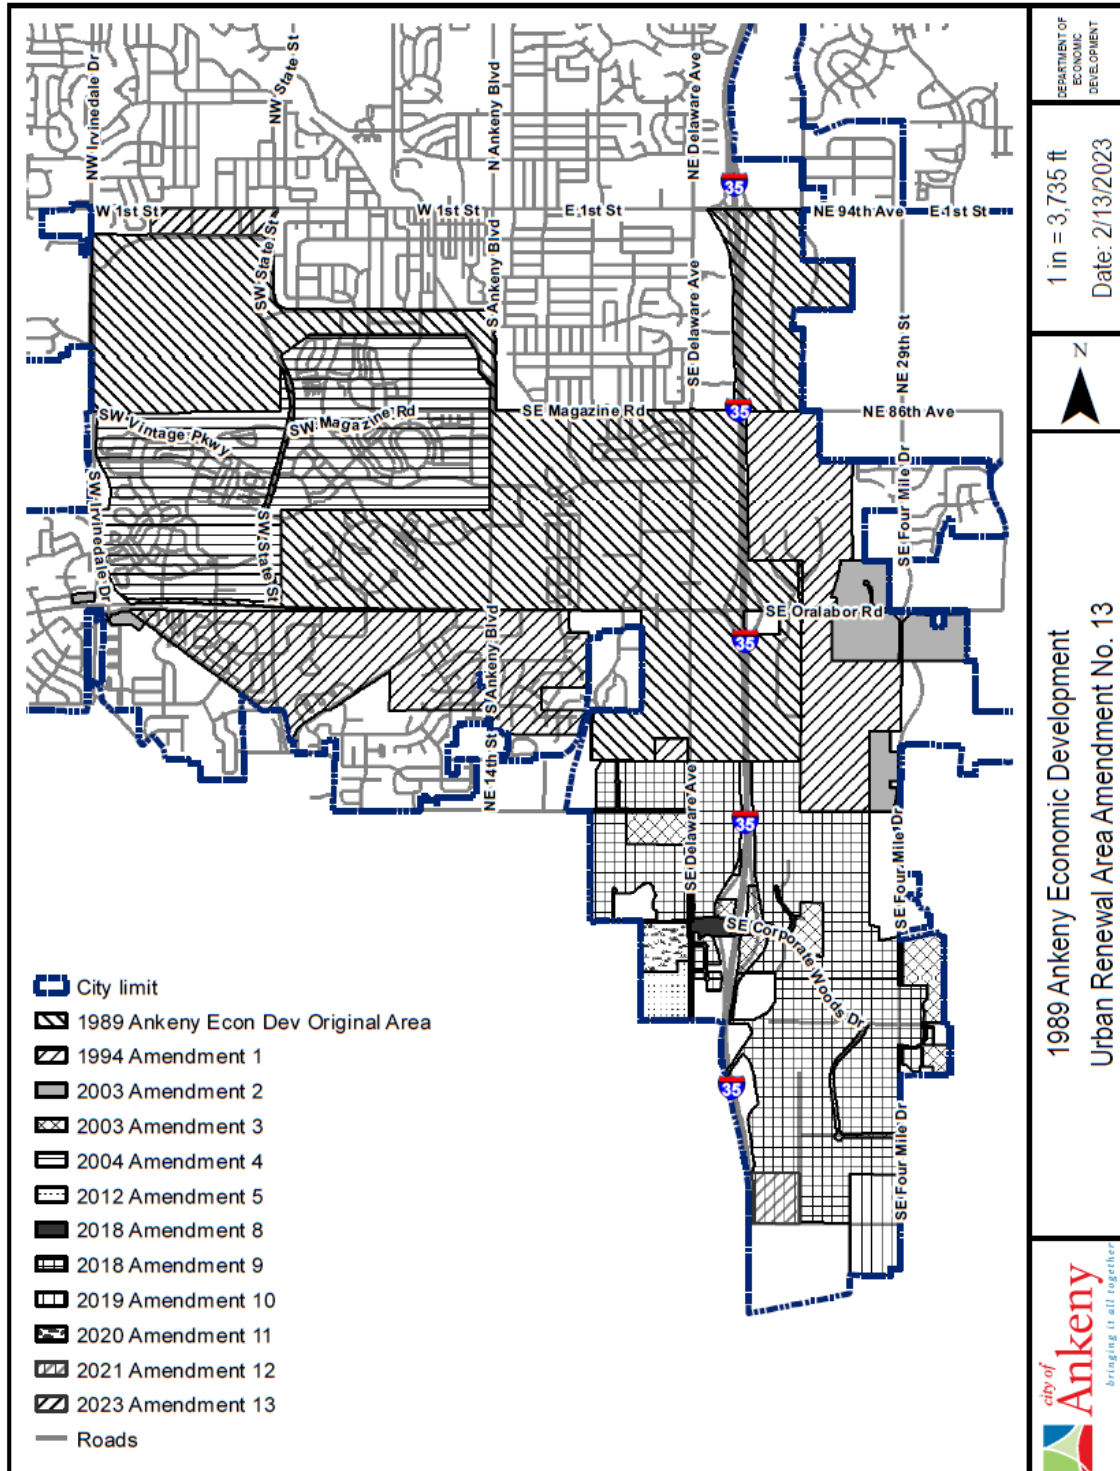 NW Irvinedale Dr
NW State St
N Ankeny Blvd
NE Delaware Ave
35
W 1st St
W 1st St
E 1st St
NE 94th Ave
E 1st St
SW State St
S Ankeny Blvd
SE Delaware Ave
NE 29th St
35
SW Vintage Pkwy
SW Magazine Rd
SE Magazine Rd
NE 86th Ave
SW Irvinedale Dr
SW State St
SE Four Mile Dr
SE Oralabor Rd
35
S Ankeny Blvd
NE 14th St
SE Delaware Ave
35
SE Four Mile Dr
SE Corporate Woods Dr
35
SE Four Mile Dr
City limit
1989 Ankeny Econ Dev Original Area
1994 Amendment 1
2003 Amendment 2
2003 Amendment 3
2004 Amendment 4
2012 Amendment 5
2018 Amendment 8
2018 Amendment 9
2019 Amendment 10
2020 Amendment 11
2021 Amendment 12
2023 Amendment 13
Roads
DEPARTMENT OF
ECONOMIC
DEVELOPMENT
1 in = 3,735 ft
Date: 2/13/2023
N
1989 Ankeny Economic Development
Urban Renewal Area Amendment No. 13
city of
Ankeny
bringing it all together